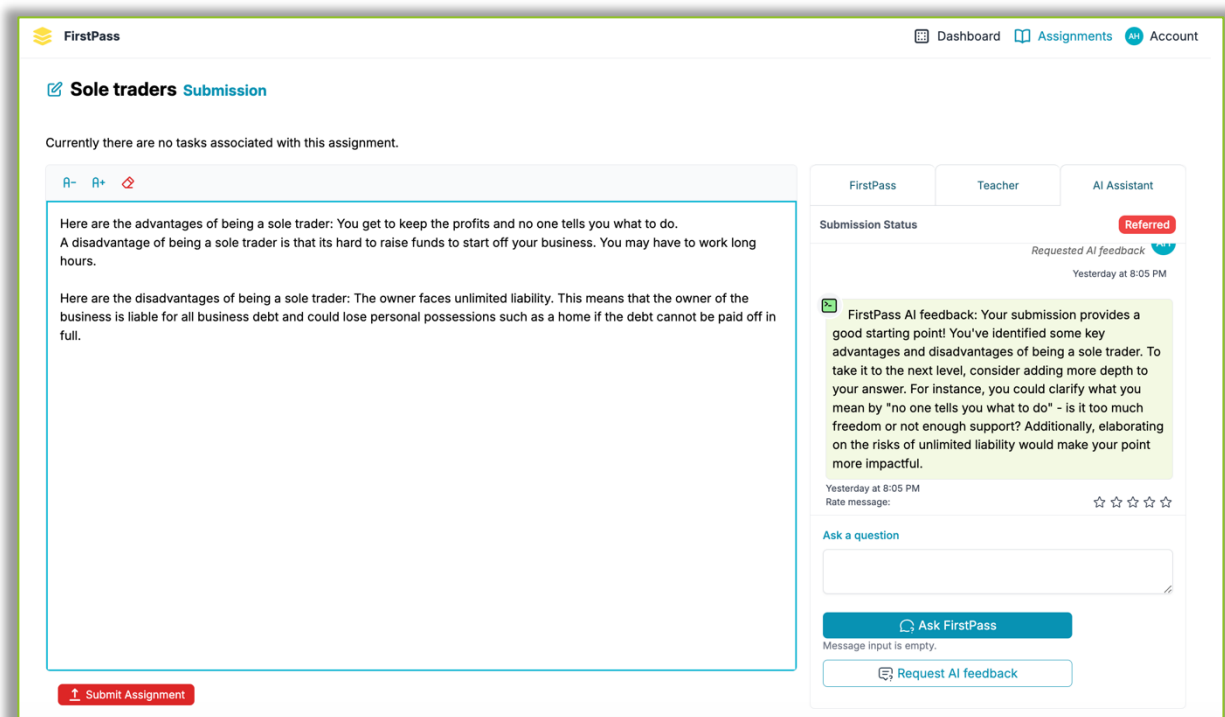 FirstPass
Dashboard
Assignments
AH
Account
Sole traders Submission
Currently there are no tasks associated with this assignment.
A-
A+
Here are the advantages of being a sole trader: You get to keep the profits and no one tells you what to do.
A disadvantage of being a sole trader is that its hard to raise funds to start off your business. You may have to work long
hours.
Here are the disadvantages of being a sole trader: The owner faces unlimited liability. This means that the owner of the
business is liable for all business debt and could lose personal possessions such as a home if the debt cannot be paid off in
full.
Submit Assignment
FirstPass
Teacher
AI Assistant
Submission Status
Referred
Requested AI feedback
AH
Yesterday at 8:05 PM
FirstPass AI feedback: Your submission provides a
good starting point! You've identified some key
advantages and disadvantages of being a sole trader. To
take it to the next level, consider adding more depth to
your answer. For instance, you could clarify what you
mean by "no one tells you what to do" - is it too much
freedom or not enough support? Additionally, elaborating
on the risks of unlimited liability would make your point
more impactful.
Yesterday at 8:05 PM
Rate message:
Ask a question
Ask FirstPass
Message input is empty.
Request AI feedback